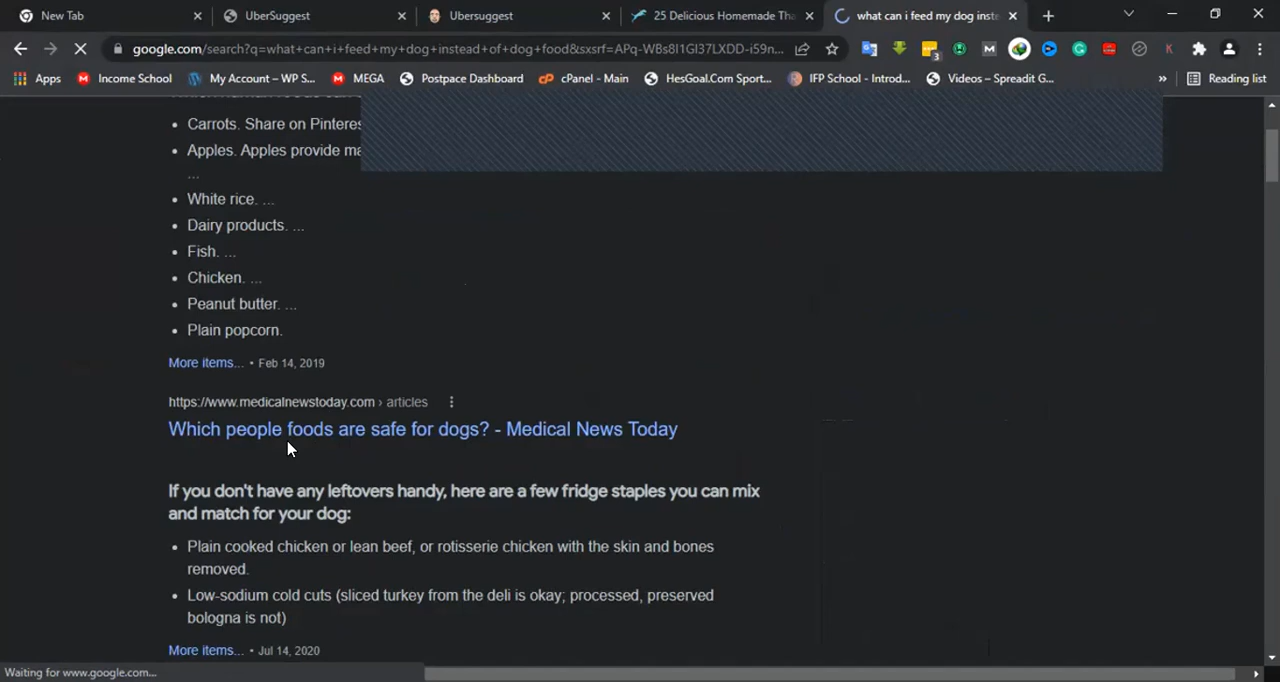 New Tab
UberSuggest
Ubersuggest
25 Delicious Homemade Tha
what can i feed my dog inst
google.com/search?q=what+can+i+feed+my+dog+instead+of+dog+food&sxsrf=APq-WBs8I1Gl37LXDD-i59n...
3
Apps
Income School
My Account – WP S...
MEGA
Postpace Dashboard
cPanel - Main
HesGoal.Com Sport...
IFP School - Introd...
Videos – Spreadit G...
»
Reading list
Carrots. Share on Pinteres
Apples. Apples provide ma
...
White rice. ...
Dairy products. ...
Fish. ...
Chicken. ...
Peanut butter. ...
Plain popcorn.
More items... • Feb 14, 2019
https://www.medicalnewstoday.com › articles
Which people foods are safe for dogs? - Medical News Today
If you don't have any leftovers handy, here are a few fridge staples you can mix
and match for your dog:
Plain cooked chicken or lean beef, or rotisserie chicken with the skin and bones
removed.
Low-sodium cold cuts (sliced turkey from the deli is okay; processed, preserved
bologna is not)
More items... • Jul 14, 2020
Waiting for www.google.com...